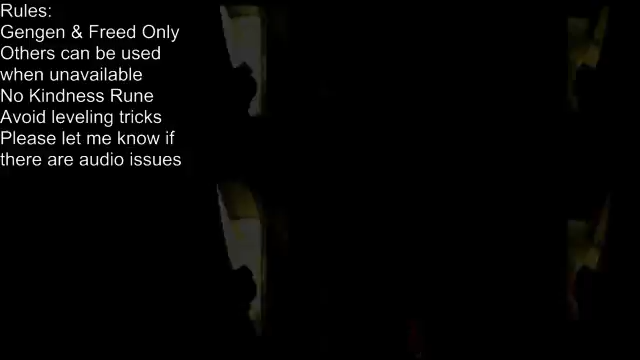 Rules:
Gengen & Freed Only
Others can be used
when unavailable
No Kindness Rune
Avoid leveling tricks
Please let me know if
there are audio issues